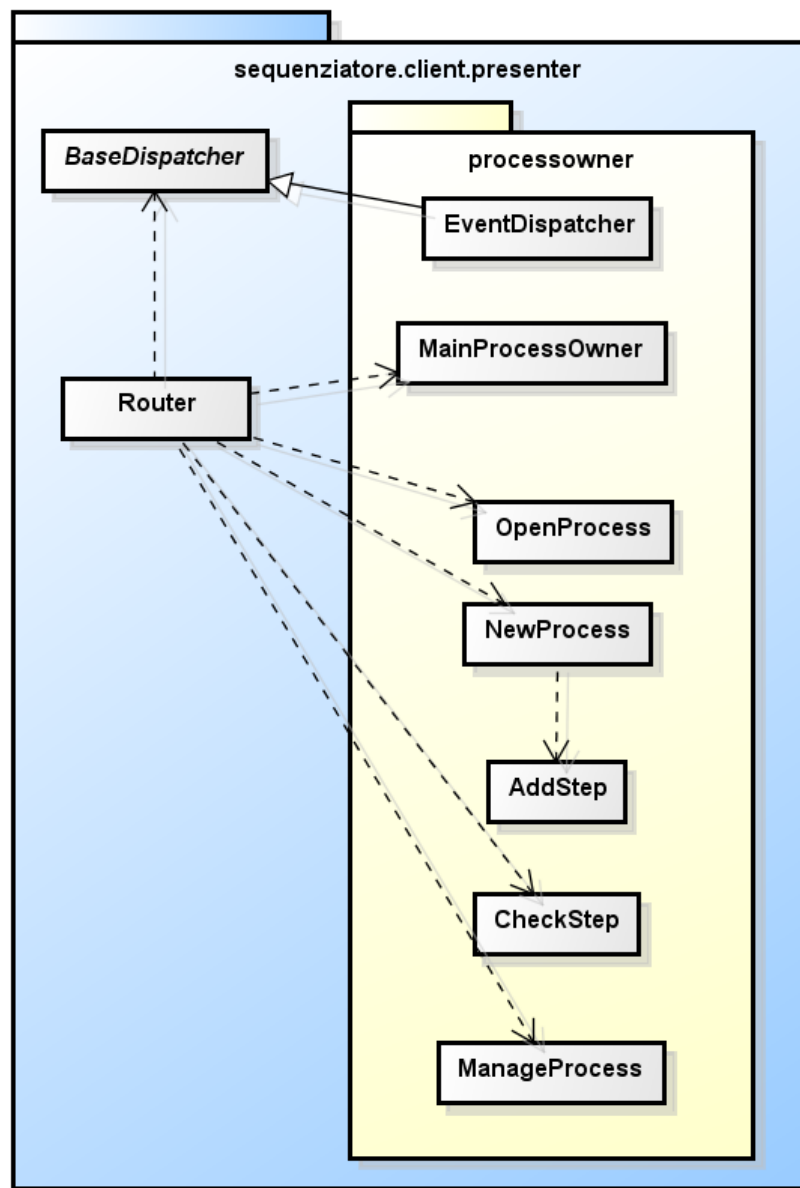 sequenziatore.client.presenter
BaseDispatcher
processowner
EventDispatcher
MainProcessOwner
Router
OpenProcess
NewProcess
AddStep
CheckStep
ManageProcess